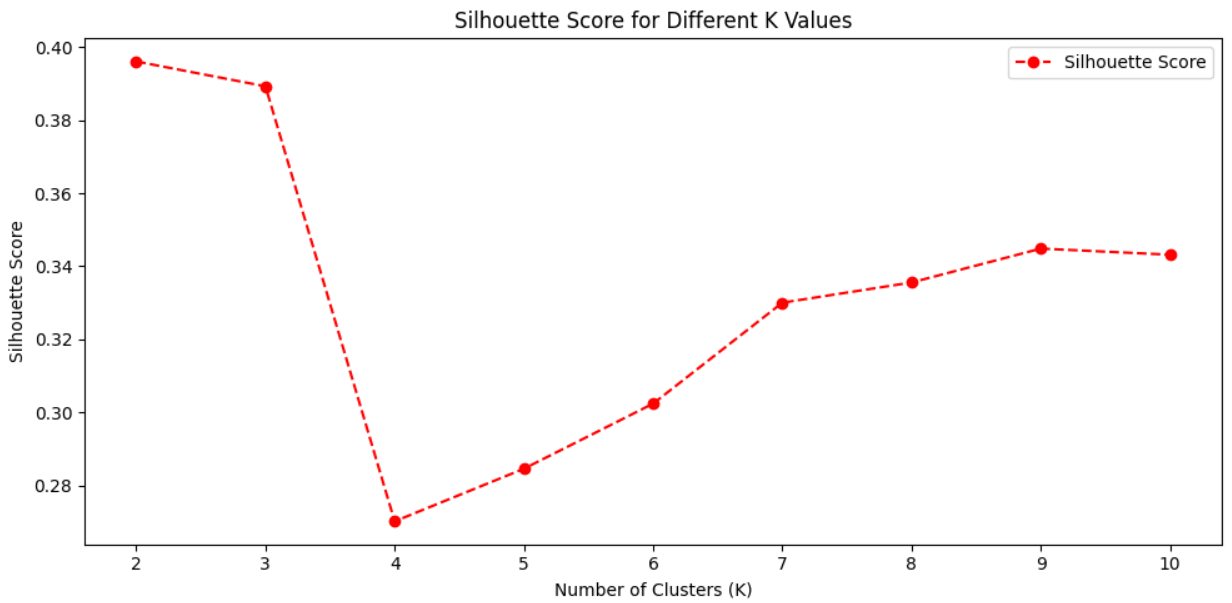 Silhouette Score for Different K Values
Silhouette Score
0.40
0.38
0.36
0.34
0.32
0.30
0.28
Silhouette Score
2 3 4 5 6 7 8 9 10
Number of Clusters (K)